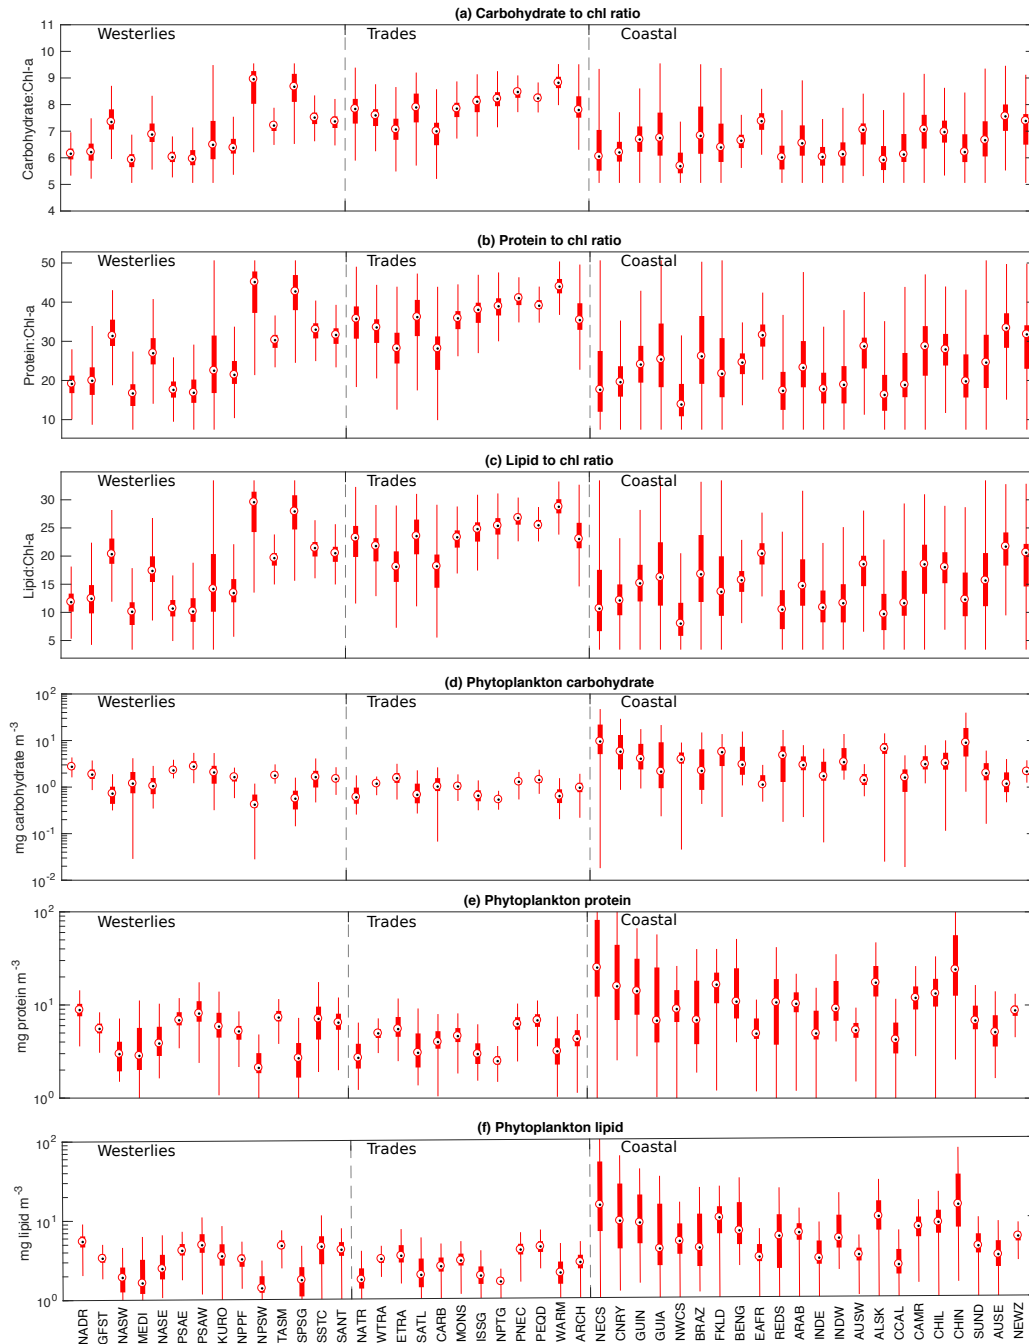 (a) Carbohydrate to chl ratio
Westerlies Trades Coastal
Carbohydrate:Chl-a
11
10
9
8
7
6
5
4
(b) Protein to chl ratio
Westerlies Trades Coastal
Protein:Chl-a
50
40
30
20
10
(c) Lipid to chl ratio
Westerlies Trades Coastal
Lipid:Chl-a
30
25
20
15
10
5
(d) Phytoplankton carbohydrate
Westerlies Trades Coastal
mg carbohydrate m⁻³
10²
10¹
10⁰
10⁻¹
10⁻²
(e) Phytoplankton protein
Westerlies Trades Coastal
mg protein m⁻³
10²
10¹
10⁰
(f) Phytoplankton lipid
Westerlies Trades Coastal
mg lipid m⁻³
10²
10¹
10⁰
NADR GFST NASW MEDI NASE PSAE PSAW KURO NPPF NPSW TASM SPSG SSTC SANT NATR WTRA ETRA SATL CARB MONS ISSG NPTG PNEC PEQD WARM ARCH NECS CNRY GUIN GUIA NWCS BRAZ FKLD BENG EAFR REDS ARAB INDE INDW AUSW ALSK CCAL CAMR CHIL CHIN SUND AUSE NEWZ